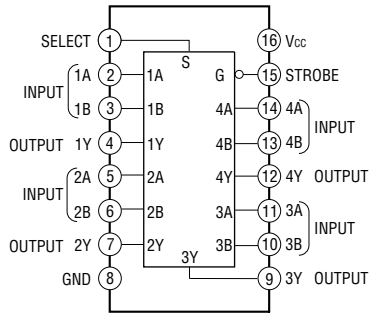 SELECT 1 16 Vcc
S
1A 2 1A G 15 STROBE
INPUT
1B 3 1B 4A 14 4A
INPUT
OUTPUT 1Y 4 1Y 4B 13 4B
2A 5 2A 4Y 12 4Y OUTPUT
INPUT
2B 6 2B 3A 11 3A
INPUT
OUTPUT 2Y 7 2Y 3B 10 3B
3Y
GND 8 9 3Y OUTPUT